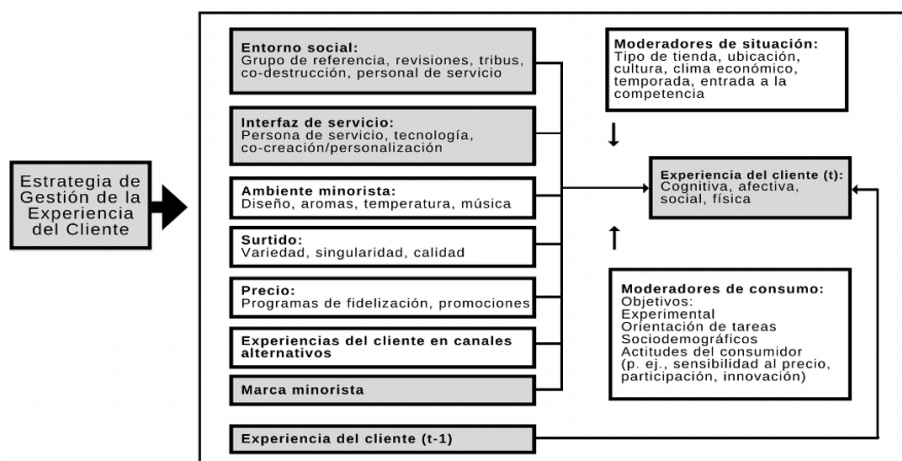 Estrategia de
Gestión de la
Experiencia
del Cliente
Entorno social:
Grupo de referencia, revisiones, tribus,
co-destrucción, personal de servicio
Interfaz de servicio:
Persona de servicio, tecnología,
co-creación/personalización
Ambiente minorista:
Diseño, aromas, temperatura, música
Surtido:
Variedad, singularidad, calidad
Precio:
Programas de fidelización, promociones
Experiencias del cliente en canales
alternativos
Marca minorista
Experiencia del cliente (t-1)
Moderadores de situación:
Tipo de tienda, ubicación,
cultura, clima económico,
temporada, entrada a la
competencia
Experiencia del cliente (t):
Cognitiva, afectiva,
social, física
Moderadores de consumo:
Objetivos:
Experimental
Orientación de tareas
Sociodemográficos
Actitudes del consumidor
(p. ej., sensibilidad al precio,
participación, innovación)